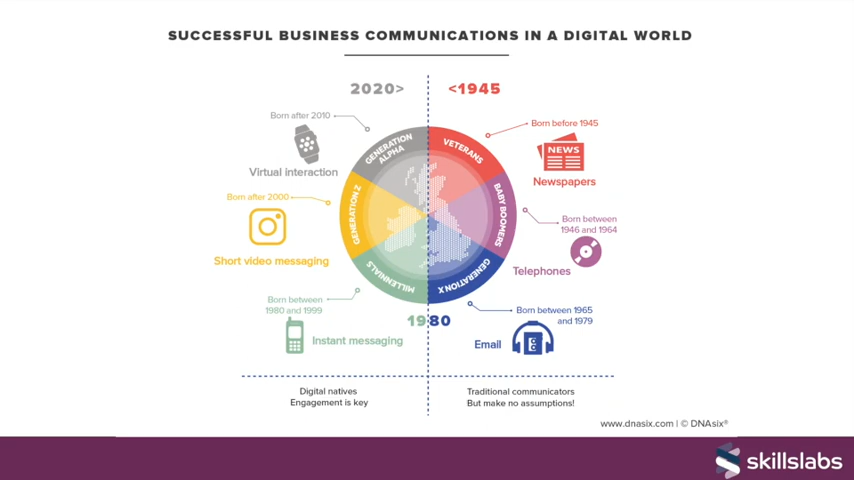 SUCCESSFUL BUSINESS COMMUNICATIONS IN A DIGITAL WORLD
2020>
<1945
Born after 2010
Virtual interaction
Born before 1945
NEWS
Newspapers
GENERATION
ALPHA
VETERANS
Born after 2000
Short video messaging
GENERATION Z
BABY BOOMERS
Born between
1946 and 1964
Telephones
MILLENNIALS
GENERATION X
Born between
1980 and 1999
Instant messaging
1980
Born between 1965
and 1979
Email
Digital natives
Engagement is key
Traditional communicators
But make no assumptions!
www.dnasix.com | © DNAsix®
skillslabs